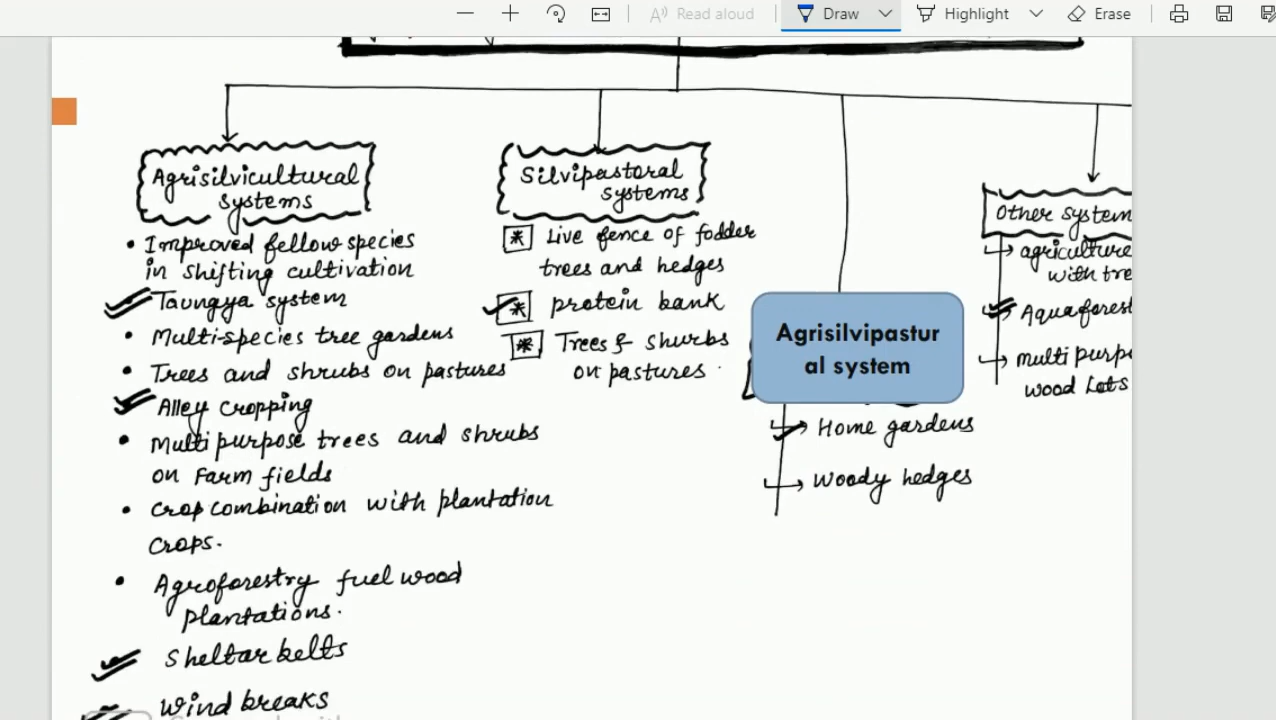 Read aloud
Draw
Highlight
Erase
Agrisilvicultural
systems
• Improved fellow species
in shifting cultivation
Taungya system
• Multi-species tree gardens
• Trees and shrubs on pastures
Alley cropping
• Multi purpose trees and shrubs
on Farm fields
• Crop combination with plantation
crops.
• Agroforestry fuel wood
plantations.
Sheltar belts
Wind breaks
Silvipastoral
systems
* Live fence of fodder
trees and hedges
* protein bank
* Trees & shurbs
on pastures
Agrisilvipastur
al system
Home gardens
Woody hedges
Other system
agriculture
with tre
Aquaforest
multi purp
wood Lots